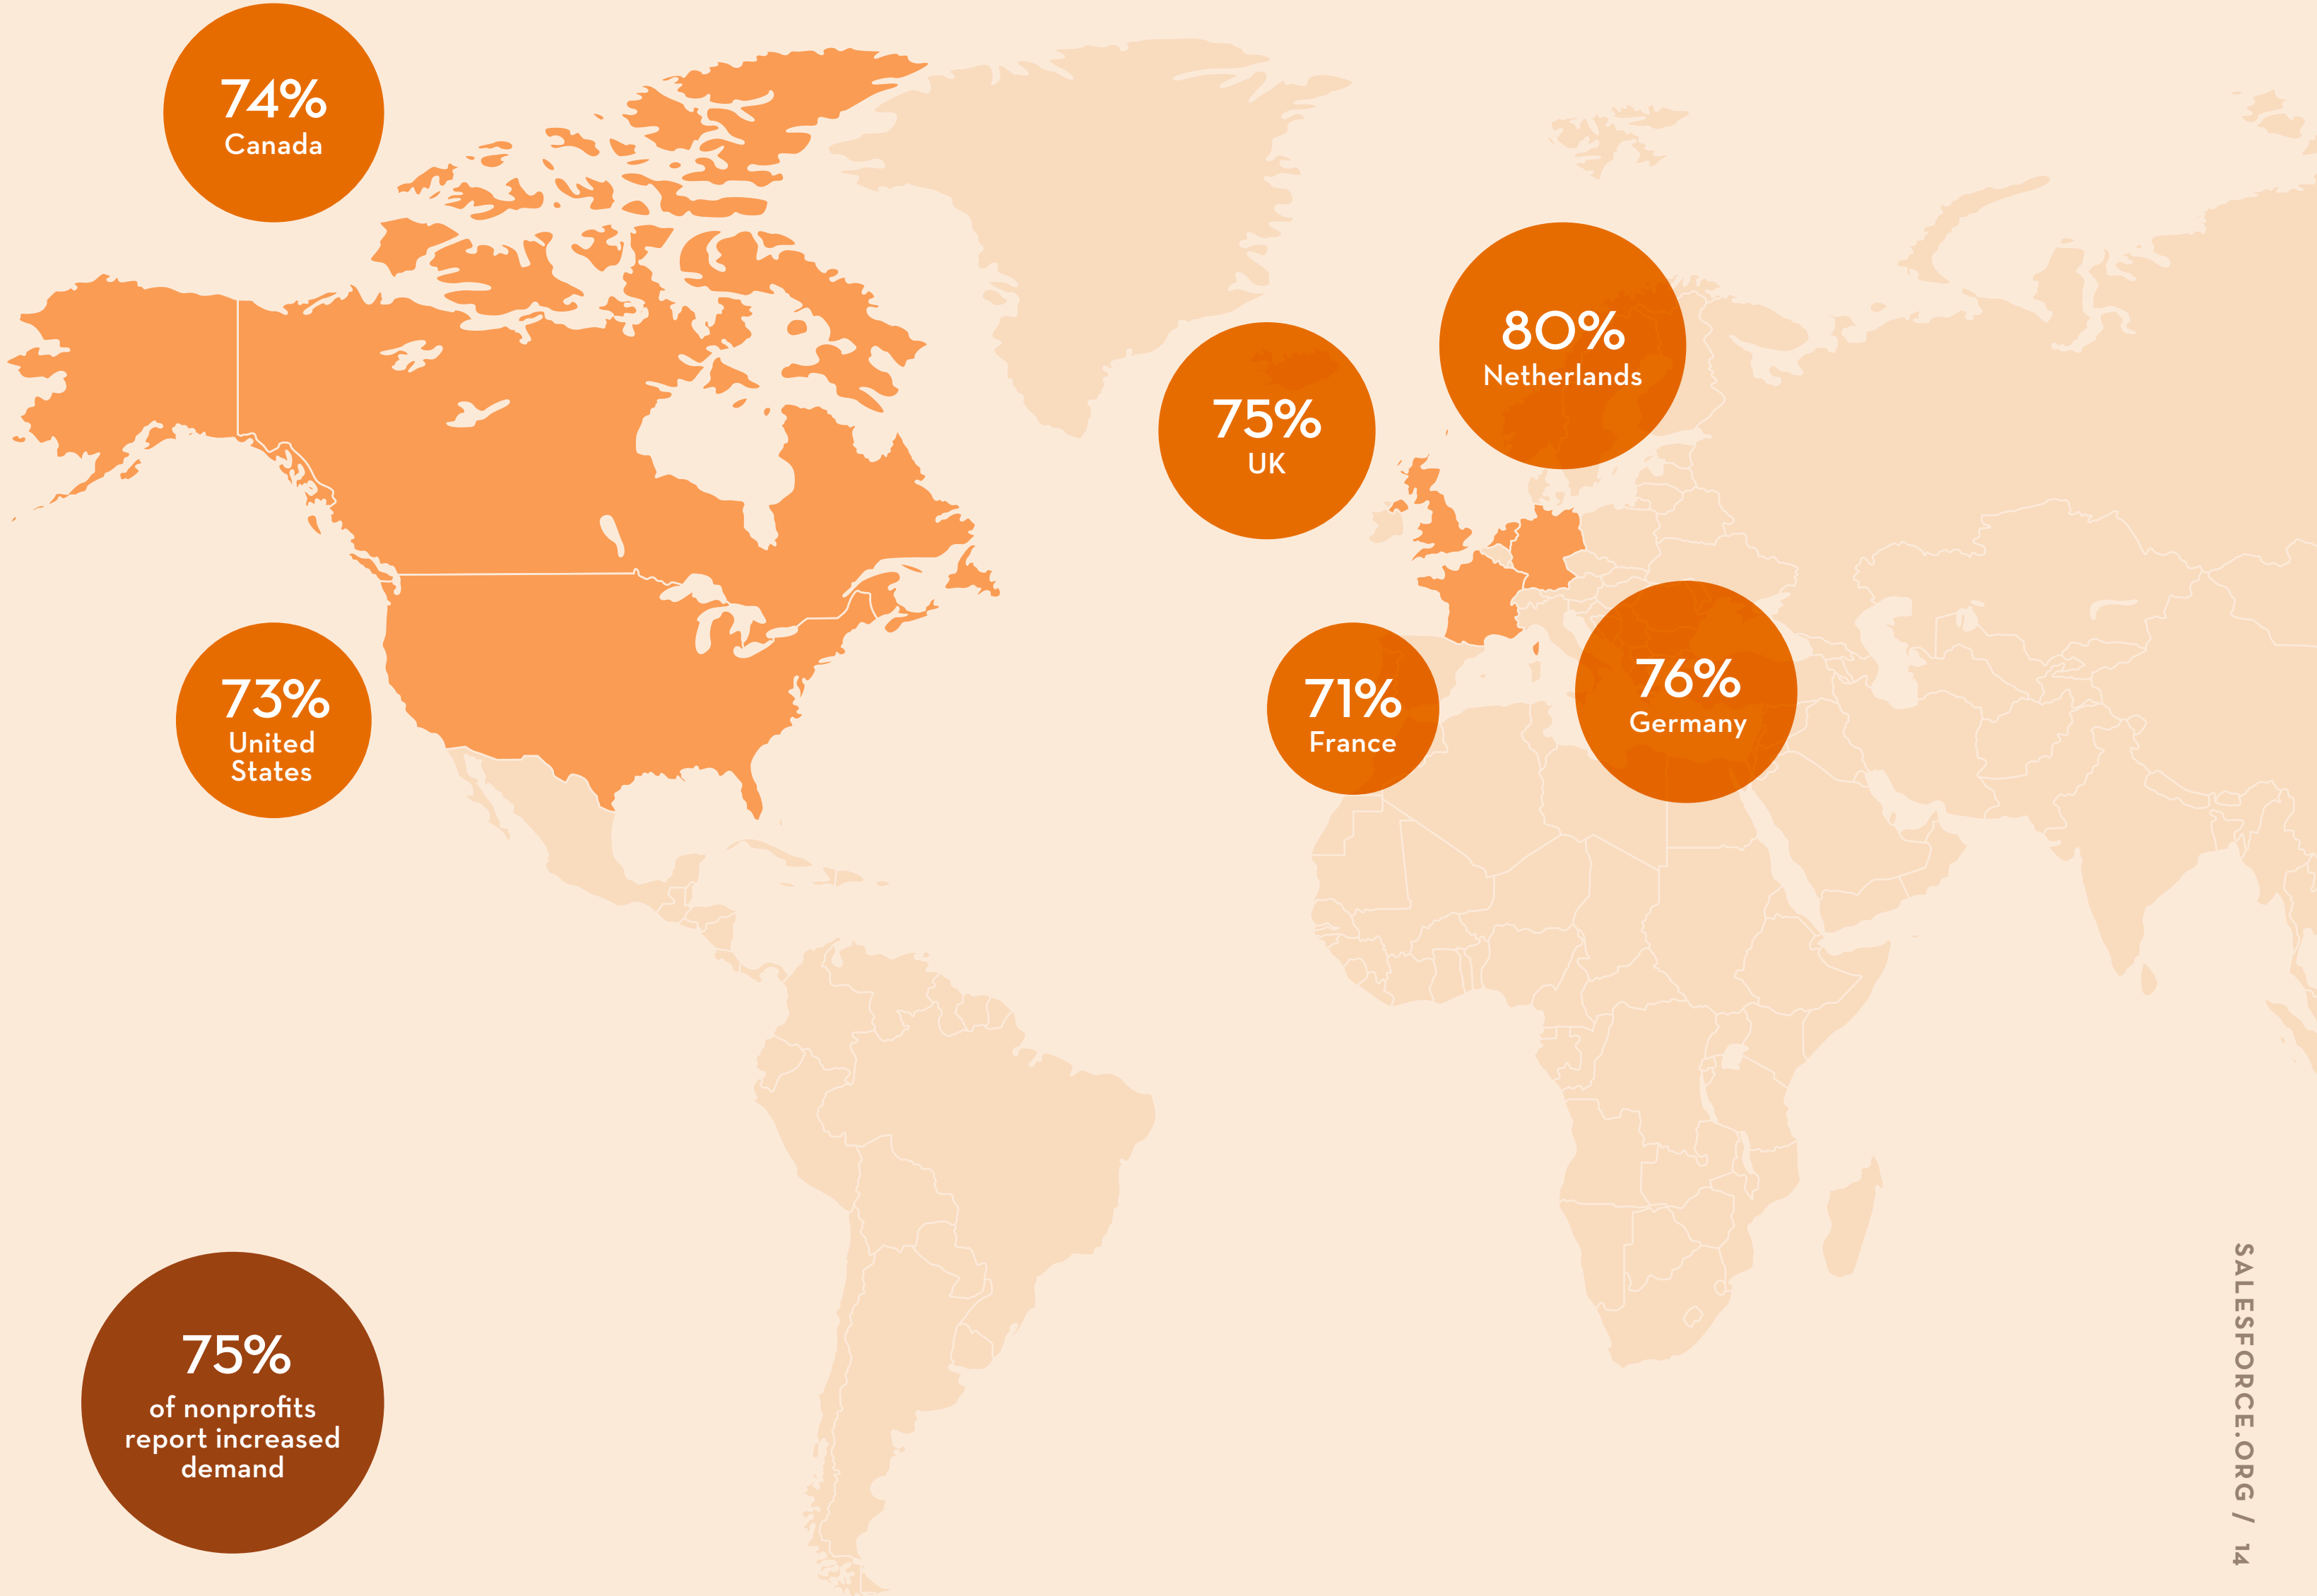 74%
Canada
80%
Netherlands
75%
UK
73%
United
States
71%
France
76%
Germany
75%
of nonprofits
report increased
demand
SALESFORCE.ORG / 14